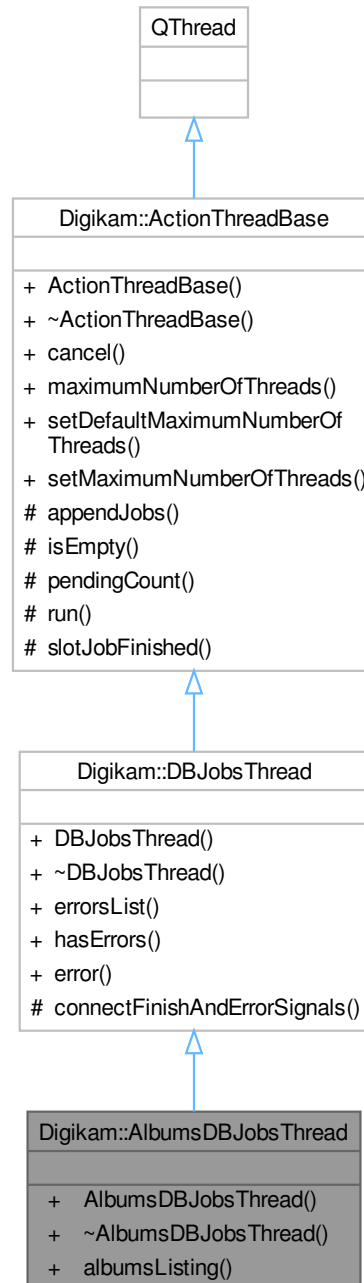 QThread
Digikam::ActionThreadBase
+ ActionThreadBase()
+ ~ActionThreadBase()
+ cancel()
+ maximumNumberOfThreads()
+ setDefaultMaximumNumberOf
Threads()
+ setMaximumNumberOfThreads()
# appendJobs()
# isEmpty()
# pendingCount()
# run()
# slotJobFinished()
Digikam::DBJobsThread
+ DBJobsThread()
+ ~DBJobsThread()
+ errorsList()
+ hasErrors()
+ error()
# connectFinishAndErrorSignals()
Digikam::AlbumsDBJobsThread
+ AlbumsDBJobsThread()
+ ~AlbumsDBJobsThread()
+ albumsListing()